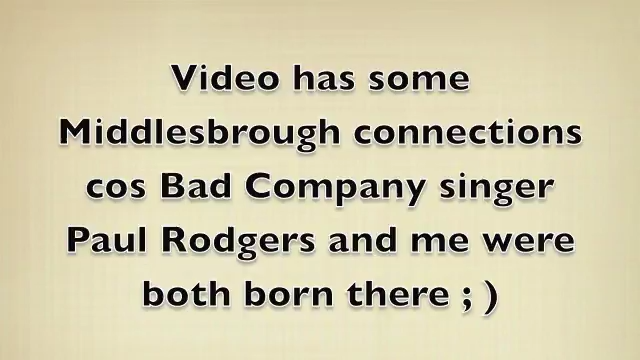 Video has some
Middlesbrough connections
cos Bad Company singer
Paul Rodgers and me were
both born there ; )